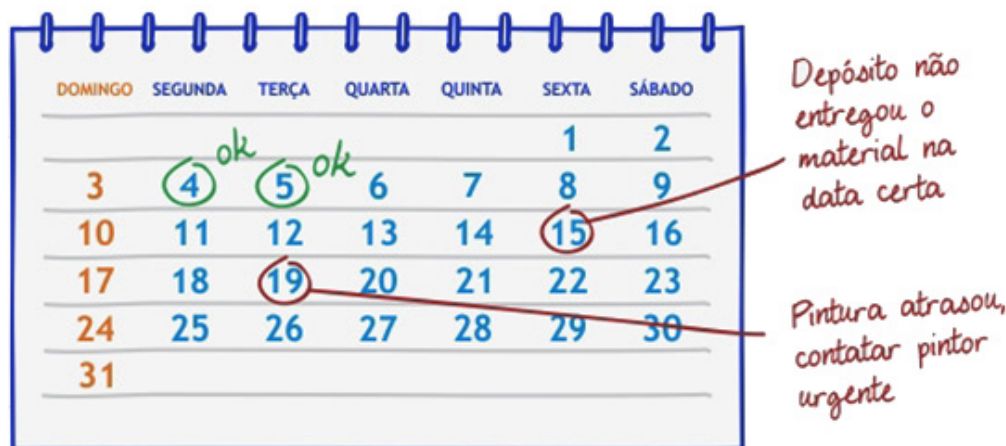 DOMINGO SEGUNDA TERÇA QUARTA QUINTA SEXTA SÁBADO
1 2
ok ok
3 4 5 6 7 8 9
10 11 12 13 14 15 16
17 18 19 20 21 22 23
24 25 26 27 28 29 30
31
Depósito não
entregou o
material na
data certa
Pintura atrasou,
contatar pintor
urgente